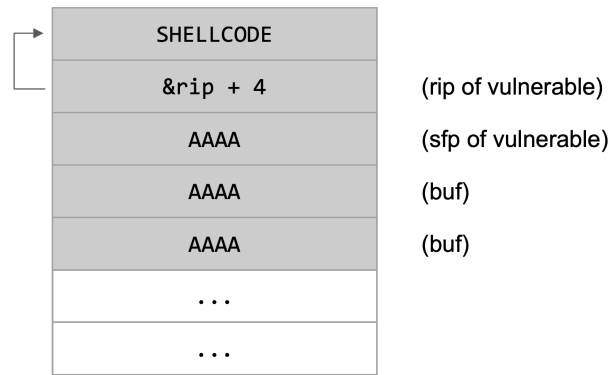 SHELLCODE
&rip + 4 (rip of vulnerable)
AAAA (sfp of vulnerable)
AAAA (buf)
AAAA (buf)
...
...